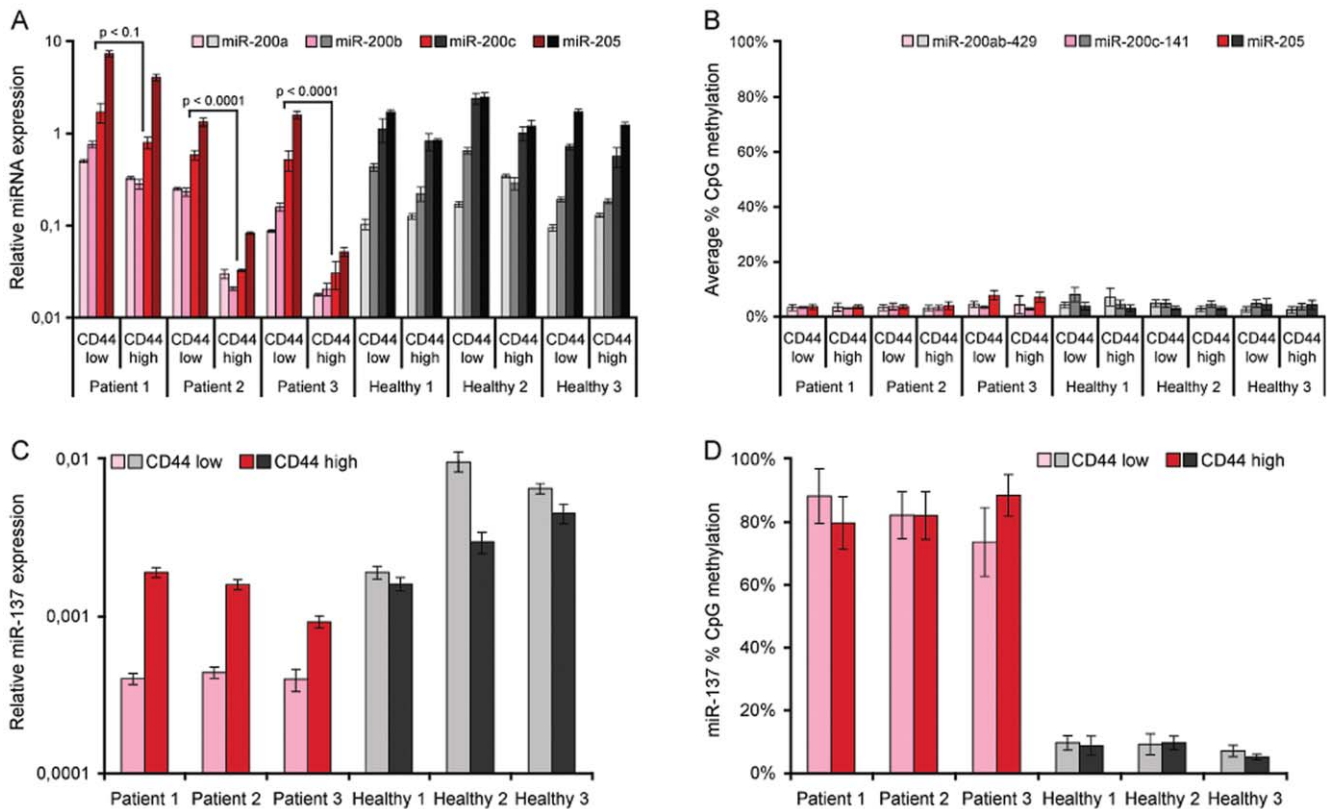 A
p < 0.1
miR-200a miR-200b miR-200c miR-205
p < 0.0001
p < 0.0001
Relative miRNA expression
10
1
0,1
0,01
CD44 low CD44 high CD44 low CD44 high CD44 low CD44 high CD44 low CD44 high CD44 low CD44 high CD44 low CD44 high
Patient 1 Patient 2 Patient 3 Healthy 1 Healthy 2 Healthy 3
B
miR-200ab-429 miR-200c-141 miR-205
Average % CpG methylation
100%
80%
60%
40%
20%
0%
CD44 low CD44 high CD44 low CD44 high CD44 low CD44 high CD44 low CD44 high CD44 low CD44 high CD44 low CD44 high
Patient 1 Patient 2 Patient 3 Healthy 1 Healthy 2 Healthy 3
C
CD44 low CD44 high
Relative miR-137 expression
0,01
0,001
0,0001
Patient 1 Patient 2 Patient 3 Healthy 1 Healthy 2 Healthy 3
D
CD44 low CD44 high
miR-137 % CpG methylation
100%
80%
60%
40%
20%
0%
Patient 1 Patient 2 Patient 3 Healthy 1 Healthy 2 Healthy 3